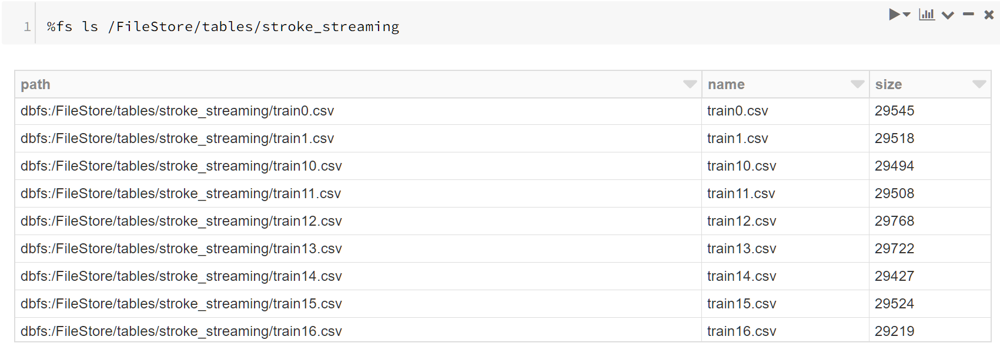 1 %fs ls /FileStore/tables/stroke_streaming
path name size
dbfs:/FileStore/tables/stroke_streaming/train0.csv train0.csv 29545
dbfs:/FileStore/tables/stroke_streaming/train1.csv train1.csv 29518
dbfs:/FileStore/tables/stroke_streaming/train10.csv train10.csv 29494
dbfs:/FileStore/tables/stroke_streaming/train11.csv train11.csv 29508
dbfs:/FileStore/tables/stroke_streaming/train12.csv train12.csv 29768
dbfs:/FileStore/tables/stroke_streaming/train13.csv train13.csv 29722
dbfs:/FileStore/tables/stroke_streaming/train14.csv train14.csv 29427
dbfs:/FileStore/tables/stroke_streaming/train15.csv train15.csv 29524
dbfs:/FileStore/tables/stroke_streaming/train16.csv train16.csv 29219